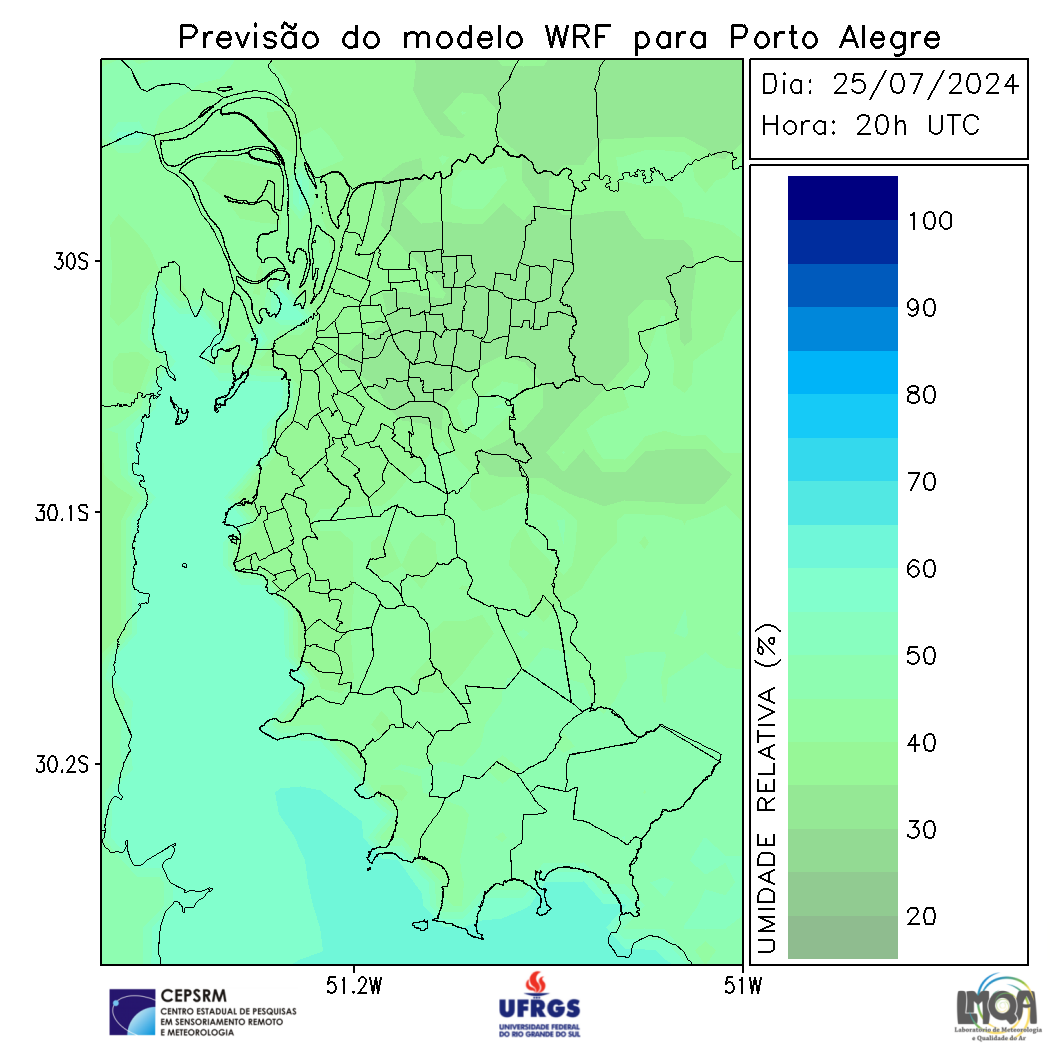 Previsão do modelo WRF para Porto Alegre
Dia: 25/07/2024
Hora: 20h UTC
30S
30.1S
30.2S
51.2W
51W
100
90
80
70
60
50
40
30
20
UMIDADE RELATIVA (%)
CEPSRM
CENTRO ESTADUAL DE PESQUISAS
EM SENSORIAMENTO REMOTO
E METEOROLOGIA
UFRGS
UNIVERSIDADE FEDERAL
DO RIO GRANDE DO SUL
LMQA
Laboratório de Meteorologia
e Qualidade do Ar